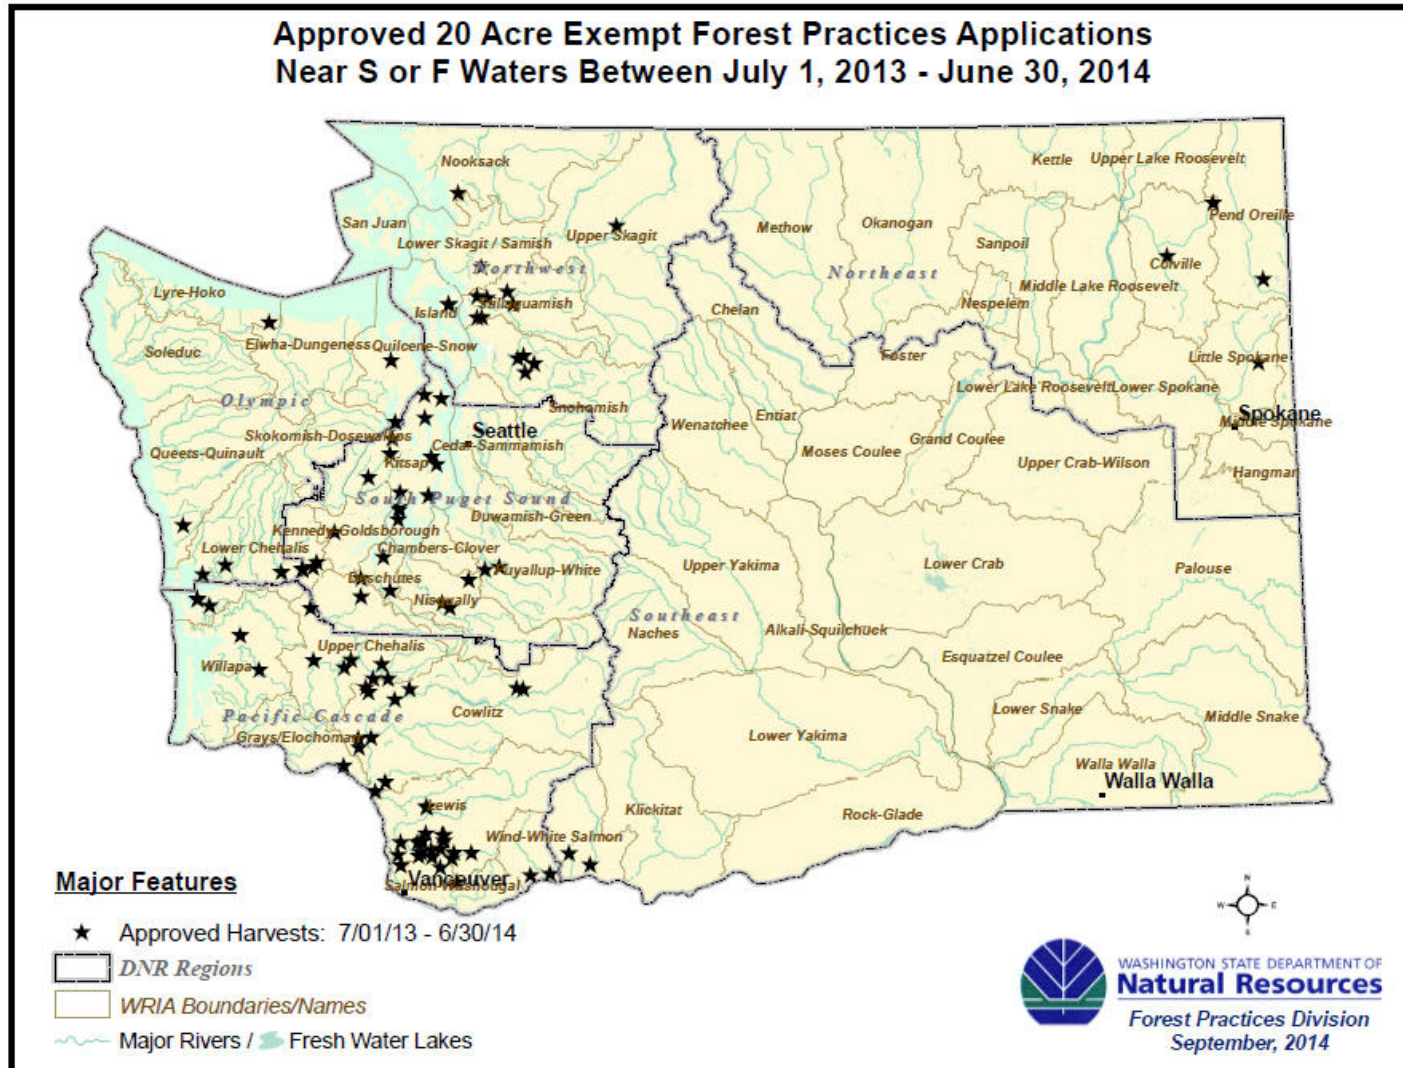 Approved 20 Acre Exempt Forest Practices Applications
Near S or F Waters Between July 1, 2013 - June 30, 2014
Nooksack
Kettle
Upper Lake Roosevelt
San Juan
Lower Skagit / Samish
Upper Skagit
Methow
Okanogan
Sanpoil
Pend Oreille
Northwest
Northeast
Colville
Lyre-Hoko
Island
Stillaguamish
Chelan
Nespelem
Middle Lake Roosevelt
Soleduc
Elwha-Dungeness
Quilcene-Snow
Foster
Little Spokane
Olympic
Snohomish
Entiat
Lower Lake Roosevelt
Lower Spokane
Skokomish-Dosewallips
Seattle
Cedar-Sammamish
Wenatchee
Moses Coulee
Grand Coulee
Spokane
Middle Spokane
Queets-Quinault
Kitsap
Upper Crab-Wilson
Hangman
South Puget Sound
Duwamish-Green
Kennedy-Goldsborough
Lower Chehalis
Chambers-Clover
Deschutes
Puyallup-White
Upper Yakima
Lower Crab
Palouse
Nisqually
Southeast
Naches
Alkali-Squilchuck
Upper Chehalis
Willapa
Esquatzel Coulee
Pacific-Cascade
Cowlitz
Lower Snake
Middle Snake
Grays/Elochoman
Lower Yakima
Walla Walla
Walla Walla
Lewis
Klickitat
Rock-Glade
Wind-White Salmon
Vancouver
Salmon-Washougal
Major Features
Approved Harvests: 7/01/13 - 6/30/14
DNR Regions
WRIA Boundaries/Names
Major Rivers / Fresh Water Lakes
N
W E
S
WASHINGTON STATE DEPARTMENT OF
Natural Resources
Forest Practices Division
September, 2014